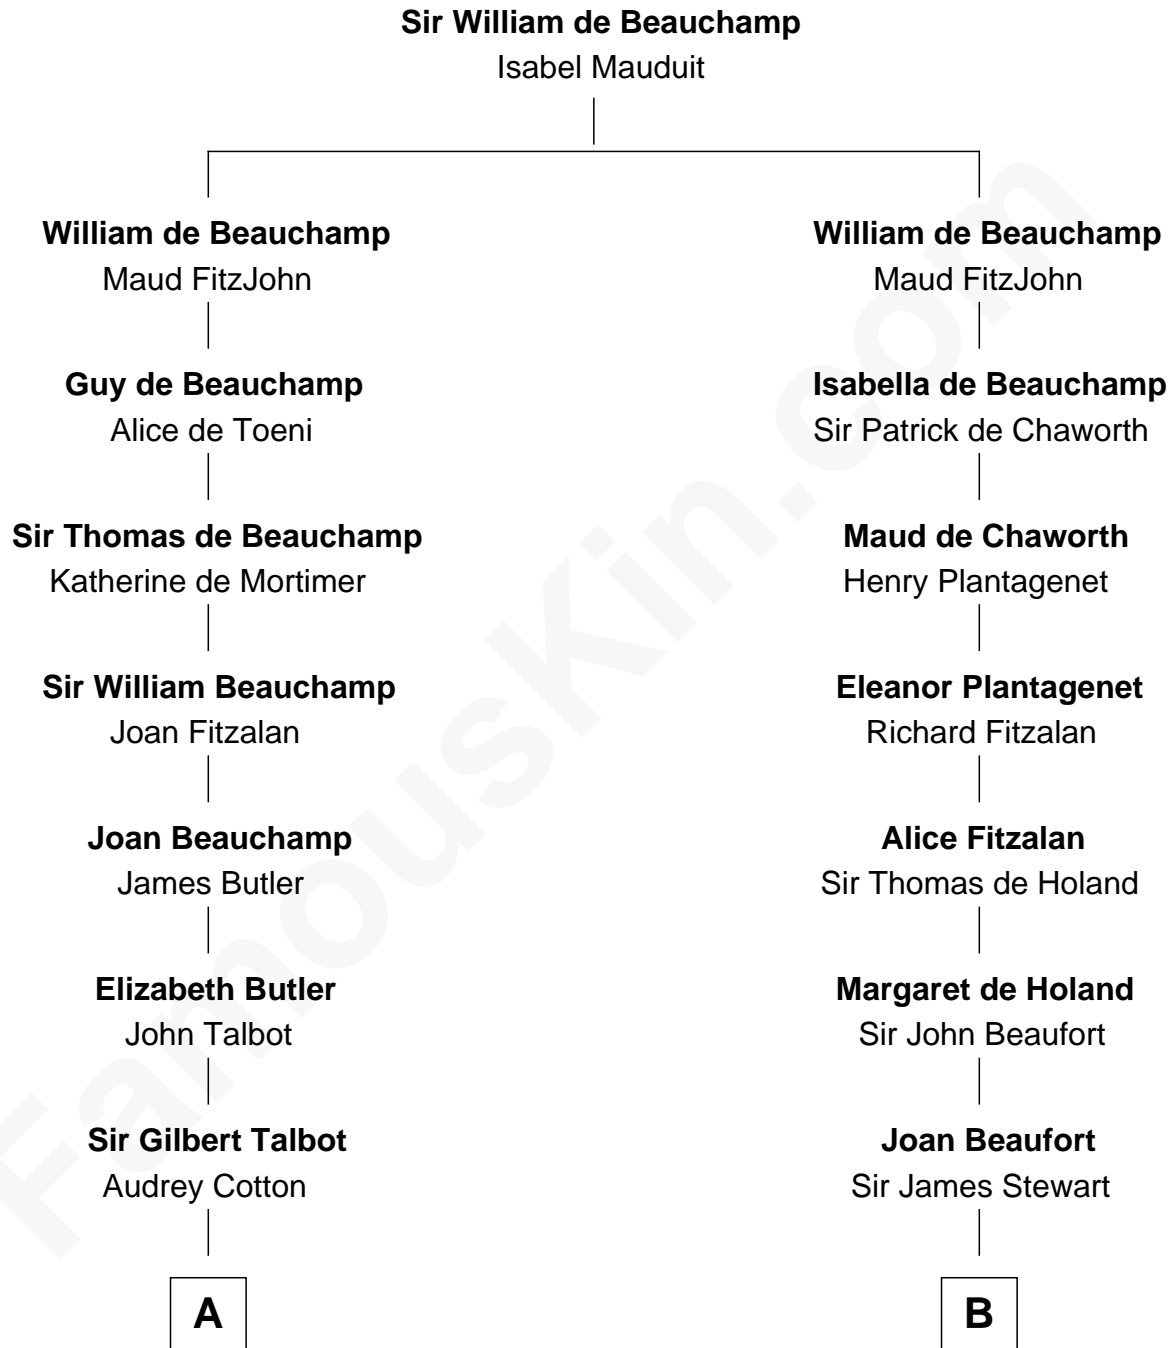 Sir William de Beauchamp
Isabel Mauduit
William de Beauchamp
Maud FitzJohn
William de Beauchamp
Maud FitzJohn
Guy de Beauchamp
Alice de Toeni
Isabella de Beauchamp
Sir Patrick de Chaworth
Sir Thomas de Beauchamp
Katherine de Mortimer
Maud de Chaworth
Henry Plantagenet
Sir William Beauchamp
Joan Fitzalan
Eleanor Plantagenet
Richard Fitzalan
Joan Beauchamp
James Butler
Alice Fitzalan
Sir Thomas de Holand
Elizabeth Butler
John Talbot
Margaret de Holand
Sir John Beaufort
Sir Gilbert Talbot
Audrey Cotton
Joan Beaufort
Sir James Stewart
A
B
FamousKin.com